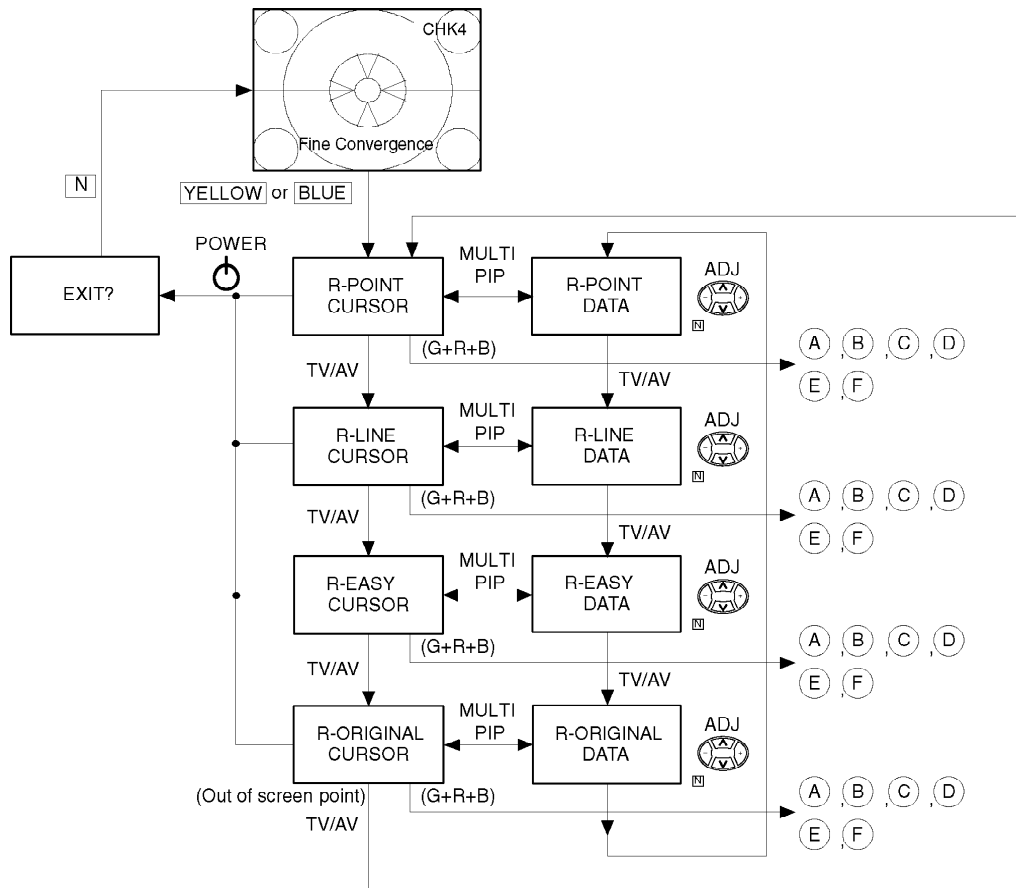 CHK4
Fine Convergence
N
YELLOW or BLUE
POWER
EXIT?
R-POINT
CURSOR
MULTI
PIP
R-POINT
DATA
ADJ
- +
N
(G+R+B)
A ,B ,C ,D
E ,F
TV/AV
TV/AV
R-LINE
CURSOR
MULTI
PIP
R-LINE
DATA
ADJ
- +
N
(G+R+B)
A ,B ,C ,D
E ,F
TV/AV
TV/AV
R-EASY
CURSOR
MULTI
PIP
R-EASY
DATA
ADJ
- +
N
(G+R+B)
A ,B ,C ,D
E ,F
TV/AV
TV/AV
R-ORIGINAL
CURSOR
MULTI
PIP
R-ORIGINAL
DATA
ADJ
- +
N
(Out of screen point)
(G+R+B)
A ,B ,C ,D
E ,F
TV/AV